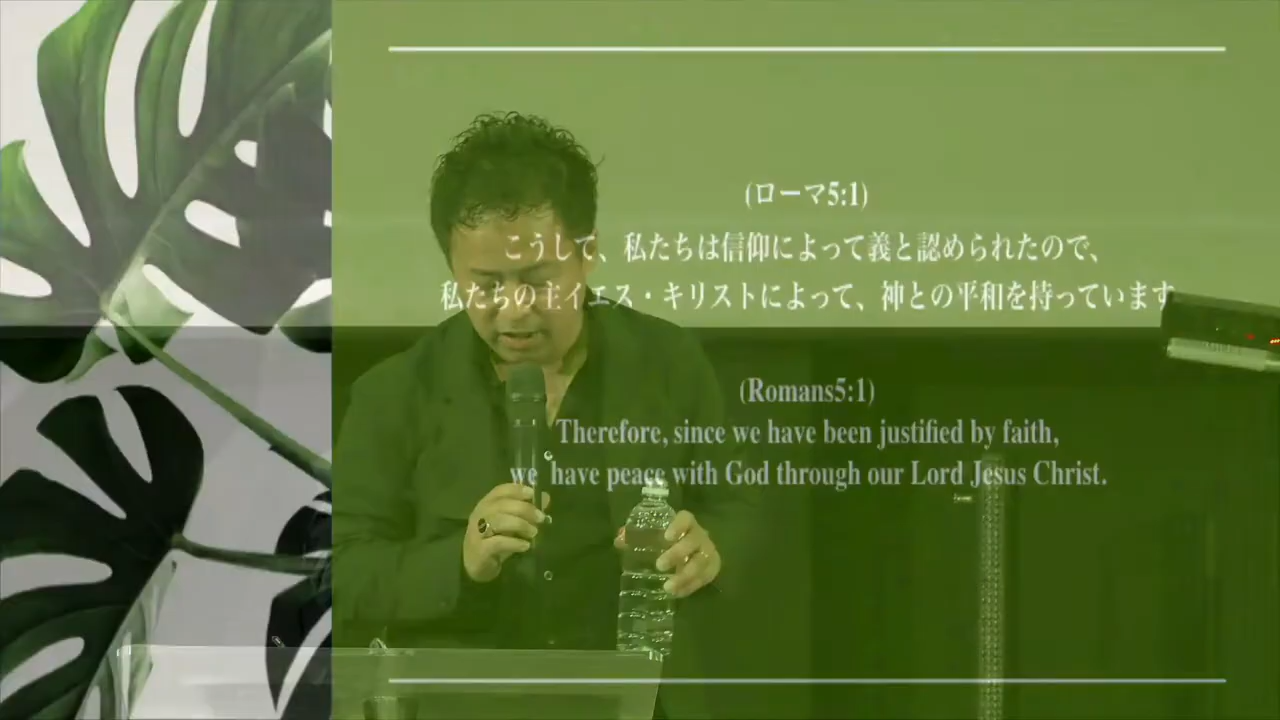 (ローマ5:1)
こうして、私たちは信仰によって義と認められたので、
私たちの主イエス・キリストによって、神との平和を持っています
(Romans5:1)
Therefore, since we have been justified by faith,
we have peace with God through our Lord Jesus Christ.